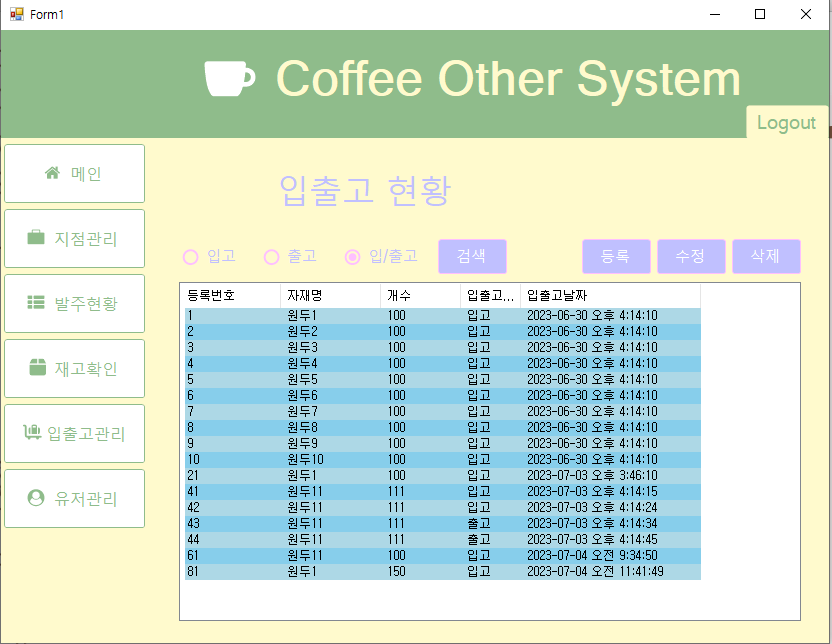 Form1
Coffee Other System
Logout
메인
지점관리
발주현황
재고확인
입출고관리
유저관리
입출고 현황
입고 출고 입/출고 검색 등록 수정 삭제
등록번호 자재명 개수 입출고... 입출고날짜
1 원두1 100 입고 2023-06-30 오후 4:14:10
2 원두2 100 입고 2023-06-30 오후 4:14:10
3 원두3 100 입고 2023-06-30 오후 4:14:10
4 원두4 100 입고 2023-06-30 오후 4:14:10
5 원두5 100 입고 2023-06-30 오후 4:14:10
6 원두6 100 입고 2023-06-30 오후 4:14:10
7 원두7 100 입고 2023-06-30 오후 4:14:10
8 원두8 100 입고 2023-06-30 오후 4:14:10
9 원두9 100 입고 2023-06-30 오후 4:14:10
10 원두10 100 입고 2023-06-30 오후 4:14:10
21 원두1 100 입고 2023-07-03 오후 3:46:10
41 원두11 111 입고 2023-07-03 오후 4:14:15
42 원두11 111 입고 2023-07-03 오후 4:14:24
43 원두11 111 출고 2023-07-03 오후 4:14:34
44 원두11 111 출고 2023-07-03 오후 4:14:45
61 원두11 100 입고 2023-07-04 오전 9:34:50
81 원두1 150 입고 2023-07-04 오전 11:41:49